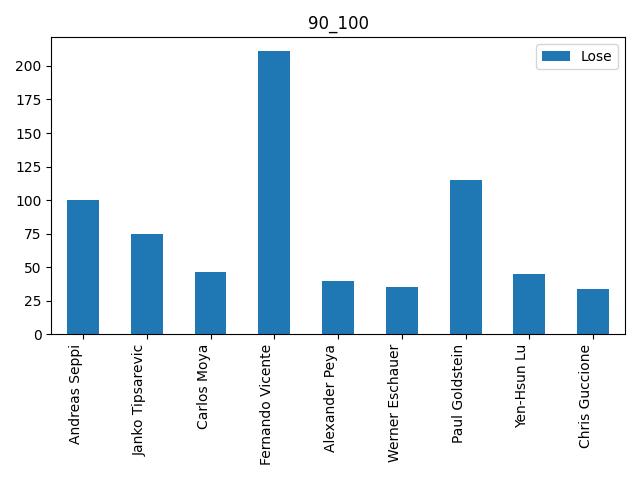 90_100
Lose
200
175
150
125
100
75
50
25
0
Andreas Seppi
Janko Tipsarevic
Carlos Moya
Fernando Vicente
Alexander Peya
Werner Eschauer
Paul Goldstein
Yen-Hsun Lu
Chris Guccione